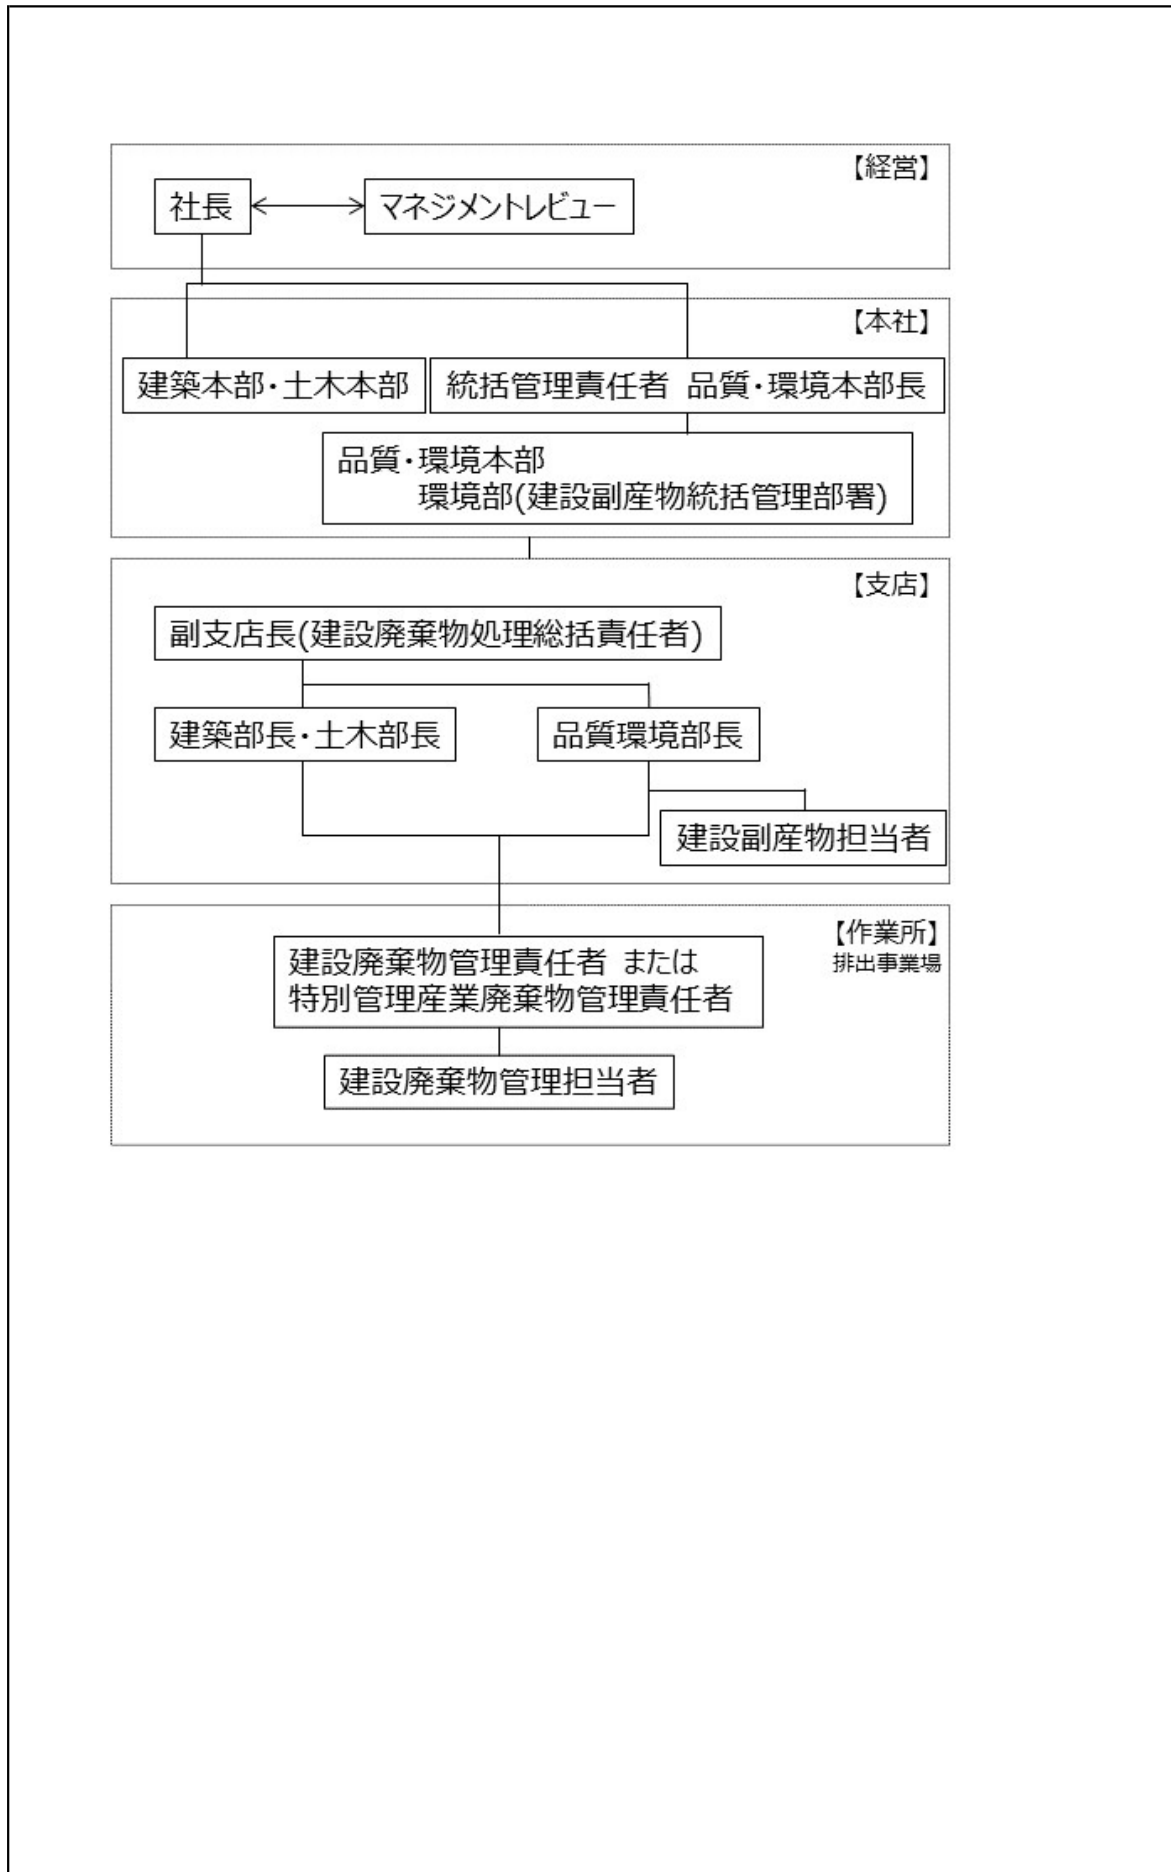 【経営】
社長
マネジメントレビュー
【本社】
建築本部・土木本部
統括管理責任者 品質・環境本部長
品質・環境本部
環境部(建設副産物統括管理部署)
【支店】
副支店長(建設廃棄物処理総括責任者)
建築部長・土木部長
品質環境部長
建設副産物担当者
【作業所】
排出事業場
建設廃棄物管理責任者 または
特別管理産業廃棄物管理責任者
建設廃棄物管理担当者